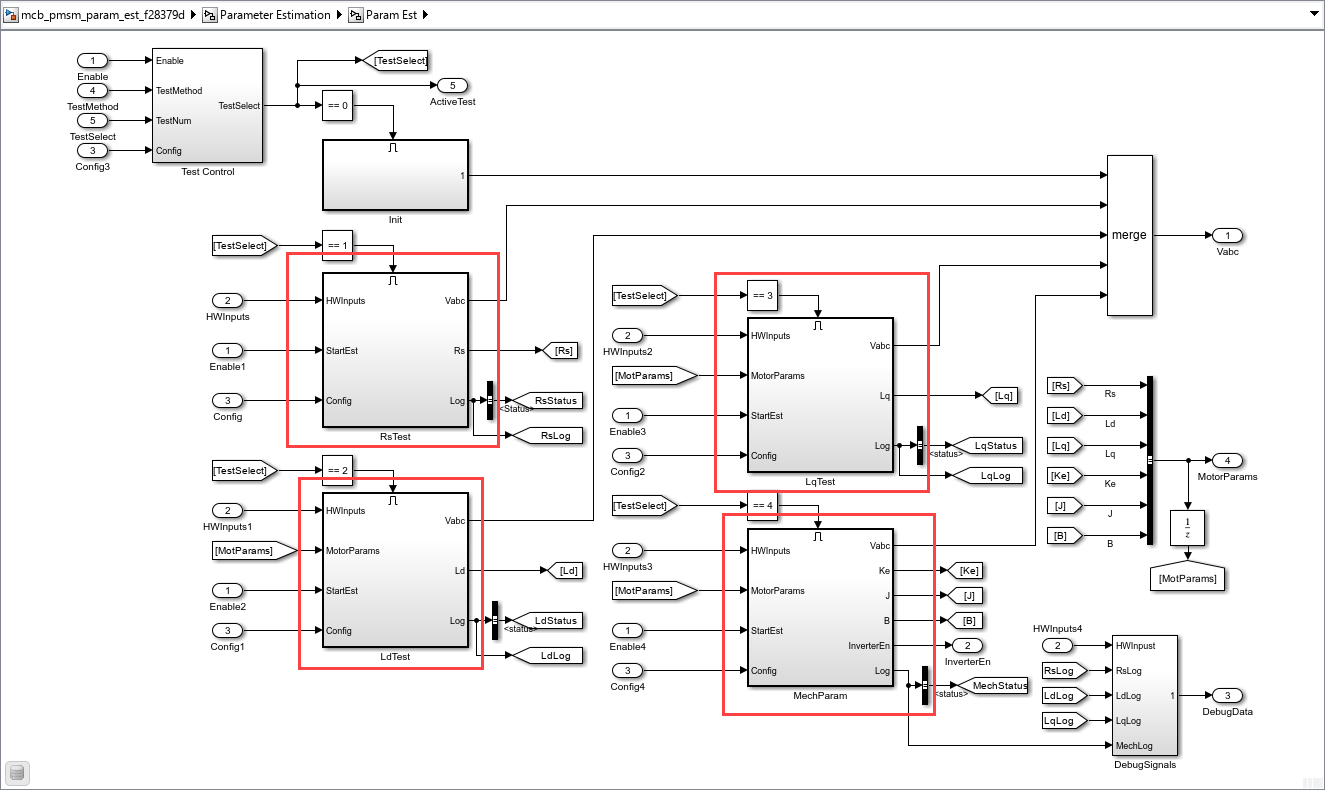 mcb_pmsm_param_est_f28379d Parameter Estimation Param Est
1
Enable
4
TestMethod
5
TestSelect
3
Config3
Enable
TestMethod
TestNum
Config
TestSelect
Test Control
[TestSelect]
5
ActiveTest
== 0
1
Init
[TestSelect]
== 1
2
HWInputs
1
Enable1
3
Config
HWInputs
StartEst
Config
Vabc
Rs
Log
RsTest
[Rs]
<Status>
RsStatus
RsLog
[TestSelect]
== 2
2
HWInputs1
[MotParams]
1
Enable2
3
Config1
HWInputs
MotorParams
StartEst
Config
Vabc
Ld
Log
LdTest
[Ld]
<status>
LdStatus
LdLog
[TestSelect]
== 3
2
HWInputs2
[MotParams]
1
Enable3
3
Config2
HWInputs
MotorParams
StartEst
Config
Vabc
Lq
Log
LqTest
[Lq]
<status>
LqStatus
LqLog
[TestSelect]
== 4
2
HWInputs3
[MotParams]
1
Enable4
3
Config4
HWInputs
MotorParams
StartEst
Config
Vabc
Ke
J
B
InverterEn
Log
MechParam
[Ke]
[J]
[B]
2
InverterEn
<status>
MechStatus
merge
1
Vabc
[Rs]
Rs
[Ld]
Ld
[Lq]
Lq
[Ke]
Ke
[J]
J
[B]
B
4
MotorParams
1
z
[MotParams]
HWInputs4
2
RsLog
LdLog
LqLog
HWInpust
RsLog
LdLog
LqLog
MechLog
1
DebugSignals
3
DebugData